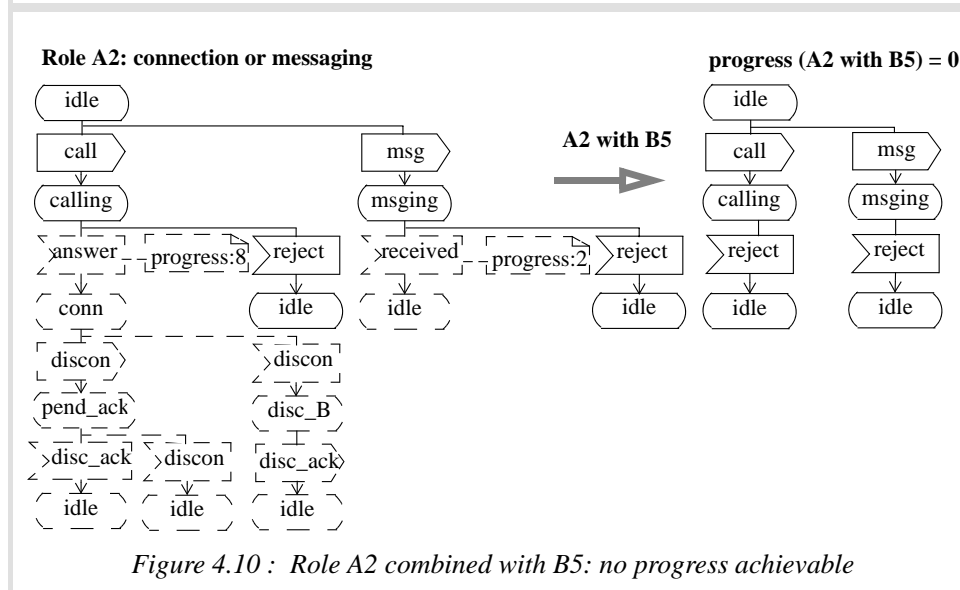 Role A2: connection or messaging
progress (A2 with B5) = 0
idle
idle
A2 with B5
call
msg
call
msg
calling
msging
calling
msging
answer
progress:8
reject
received
progress:2
reject
reject
reject
conn
idle
idle
idle
idle
idle
discon
discon
pend_ack
disc_B
disc_ack
discon
disc_ack
idle
idle
idle
Figure 4.10 : Role A2 combined with B5: no progress achievable